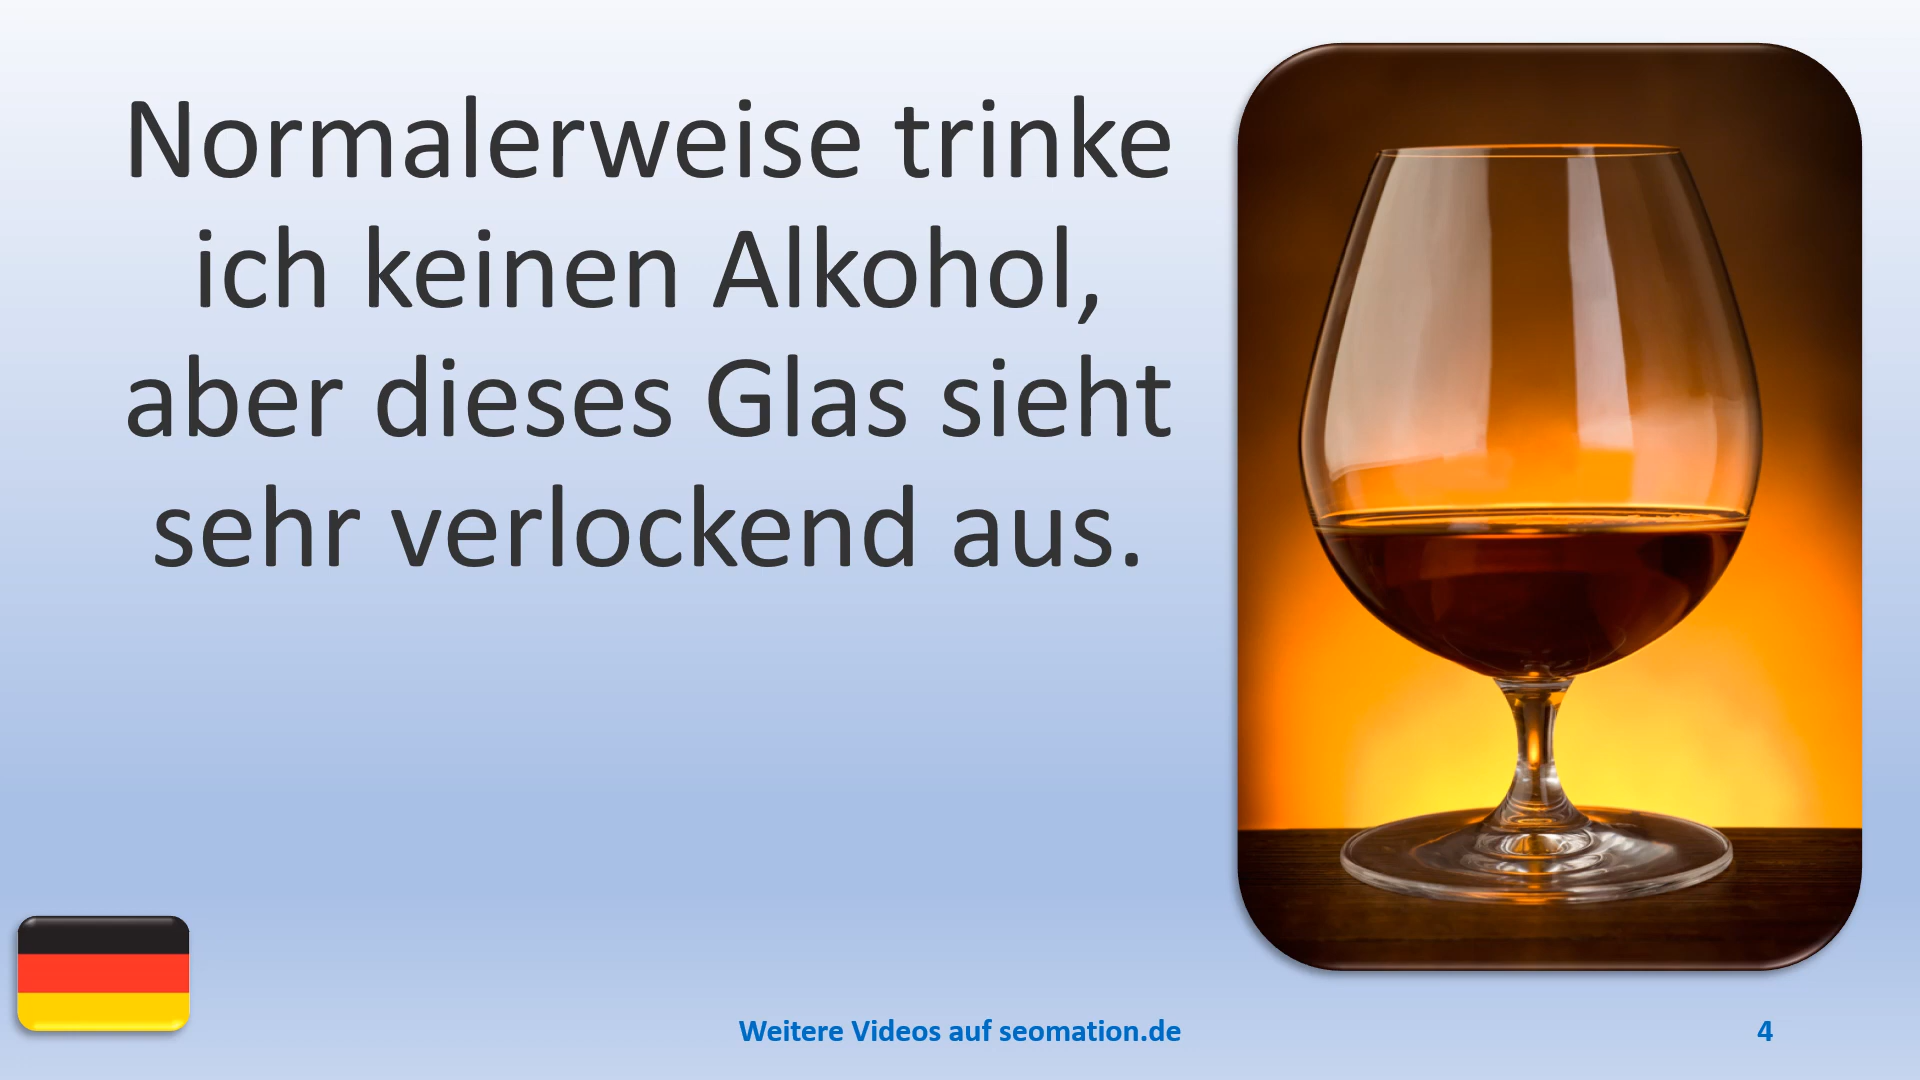 Normalerweise trinke
ich keinen Alkohol,
aber dieses Glas sieht
sehr verlockend aus.
Weitere Videos auf seomation.de
4